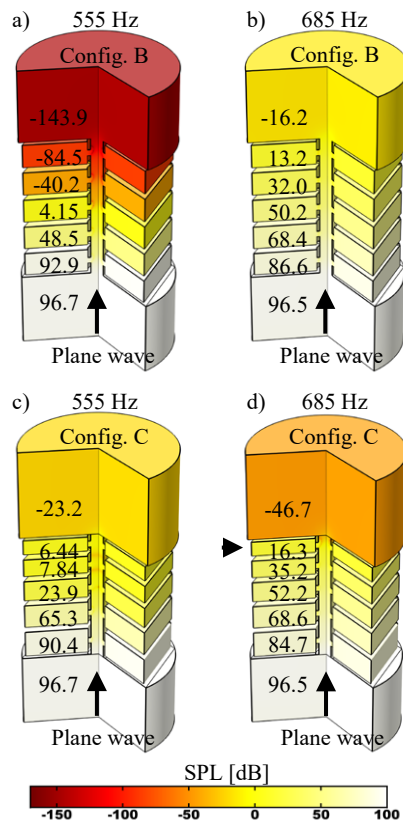 a) 555 Hz b) 685 Hz
Config. B Config. B
-143.9 -16.2
-84.5 13.2
-40.2 32.0
4.15 50.2
48.5 68.4
92.9 86.6
96.7 96.5
Plane wave Plane wave
c) 555 Hz d) 685 Hz
Config. C Config. C
-23.2 -46.7
6.44 16.3
7.84 35.2
23.9 52.2
65.3 68.6
90.4 84.7
96.7 96.5
Plane wave Plane wave
SPL [dB]
-150 -100 -50 0 50 100